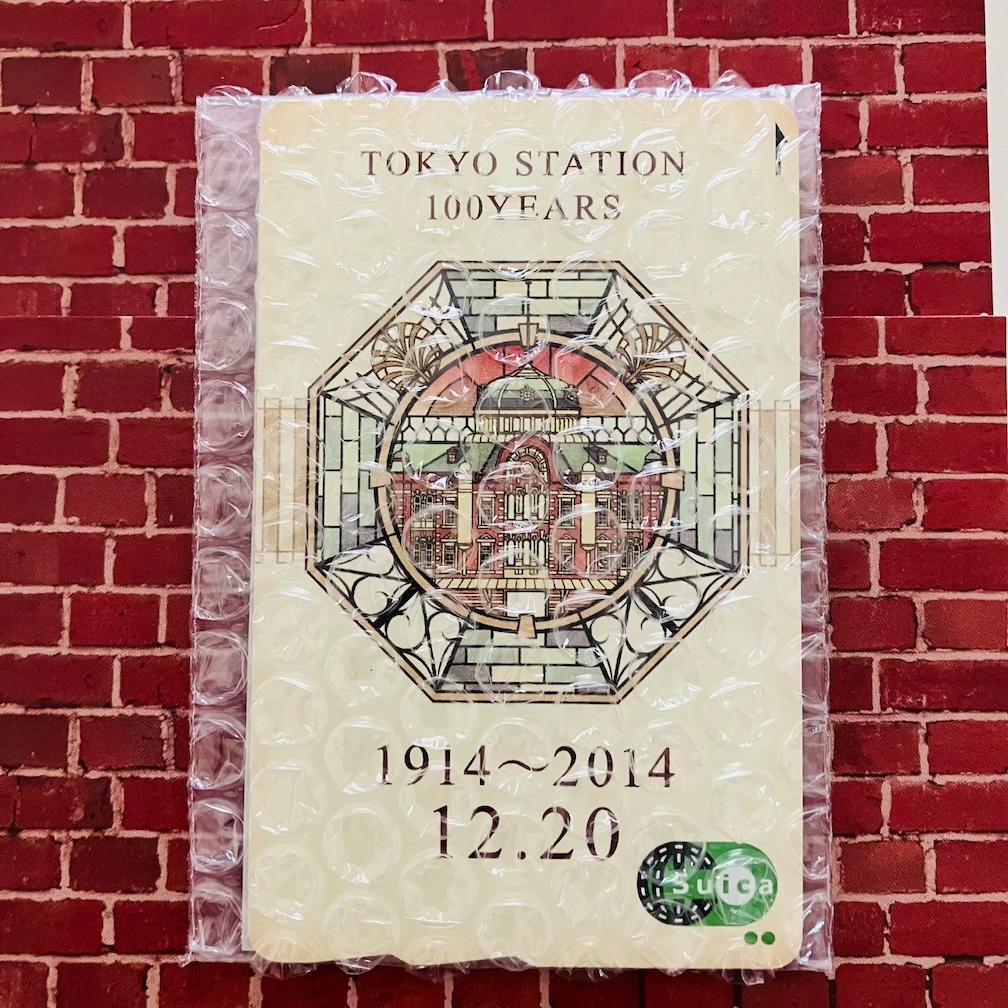 TOKYO STATION
100YEARS
1914～2014
12.20
Suica